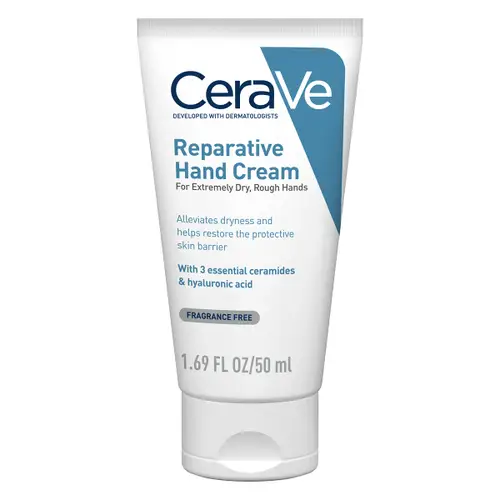 CeraVe
DEVELOPED WITH DERMATOLOGISTS
Reparative
Hand Cream
For Extremely Dry, Rough Hands
Alleviates dryness and
helps restore the protective
skin barrier
With 3 essential ceramides
& hyaluronic acid
FRAGRANCE FREE
1.69 FL OZ/50 ml